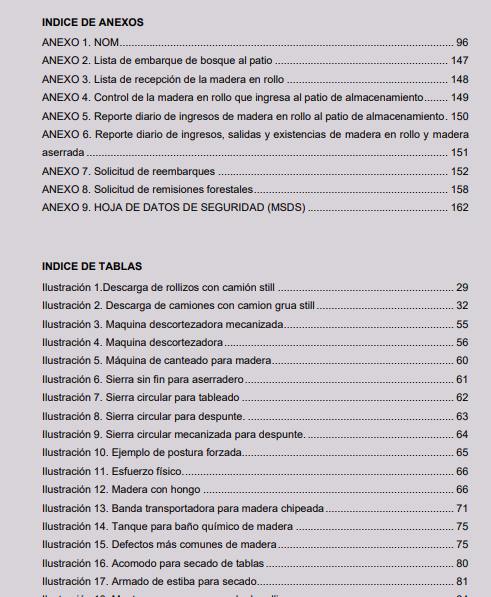 INDICE DE ANEXOS
ANEXO 1. NOM........................................................................................................................ 96
ANEXO 2. Lista de embarque de bosque al patio ............................................................. 147
ANEXO 3. Lista de recepción de la madera en rollo ......................................................... 148
ANEXO 4. Control de la madera en rollo que ingresa al patio de almacenamiento........ 149
ANEXO 5. Reporte diario de ingresos de madera en rollo al patio de almacenamiento. 150
ANEXO 6. Reporte diario de ingresos, salidas y existencias de madera en rollo y madera
aserrada ............................................................................................................................. 151
ANEXO 7. Solicitud de reembarques ................................................................................ 152
ANEXO 8. Solicitud de remisiones forestales.................................................................... 158
ANEXO 9. HOJA DE DATOS DE SEGURIDAD (MSDS) ................................................. 162
INDICE DE TABLAS
Ilustración 1.Descarga de rollizos con camión still ............................................................. 29
Ilustración 2. Descarga de camiones con camion grua still................................................ 32
Ilustración 3. Maquina descortezadora mecanizada........................................................... 55
Ilustración 4. Maquina descortezadora............................................................................... 56
Ilustración 5. Máquina de canteado para madera............................................................... 60
Ilustración 6. Sierra sin fin para aserradero........................................................................ 61
Ilustración 7. Sierra circular para tableado ......................................................................... 62
Ilustración 8. Sierra circular para despunte. ....................................................................... 63
Ilustración 9. Sierra circular mecanizada para despunte. ................................................... 64
Ilustración 10. Ejemplo de postura forzada......................................................................... 65
Ilustración 11. Esfuerzo físico.............................................................................................. 66
Ilustración 12. Madera con hongo ....................................................................................... 66
Ilustración 13. Banda transportadora para madera chipeada............................................. 71
Ilustración 14. Tanque para baño químico de madera ....................................................... 75
Ilustración 15. Defectos más comunes de madera............................................................. 75
Ilustración 16. Acomodo para secado de tablas ................................................................. 80
Ilustración 17. Armado de estiba para secado.................................................................... 81